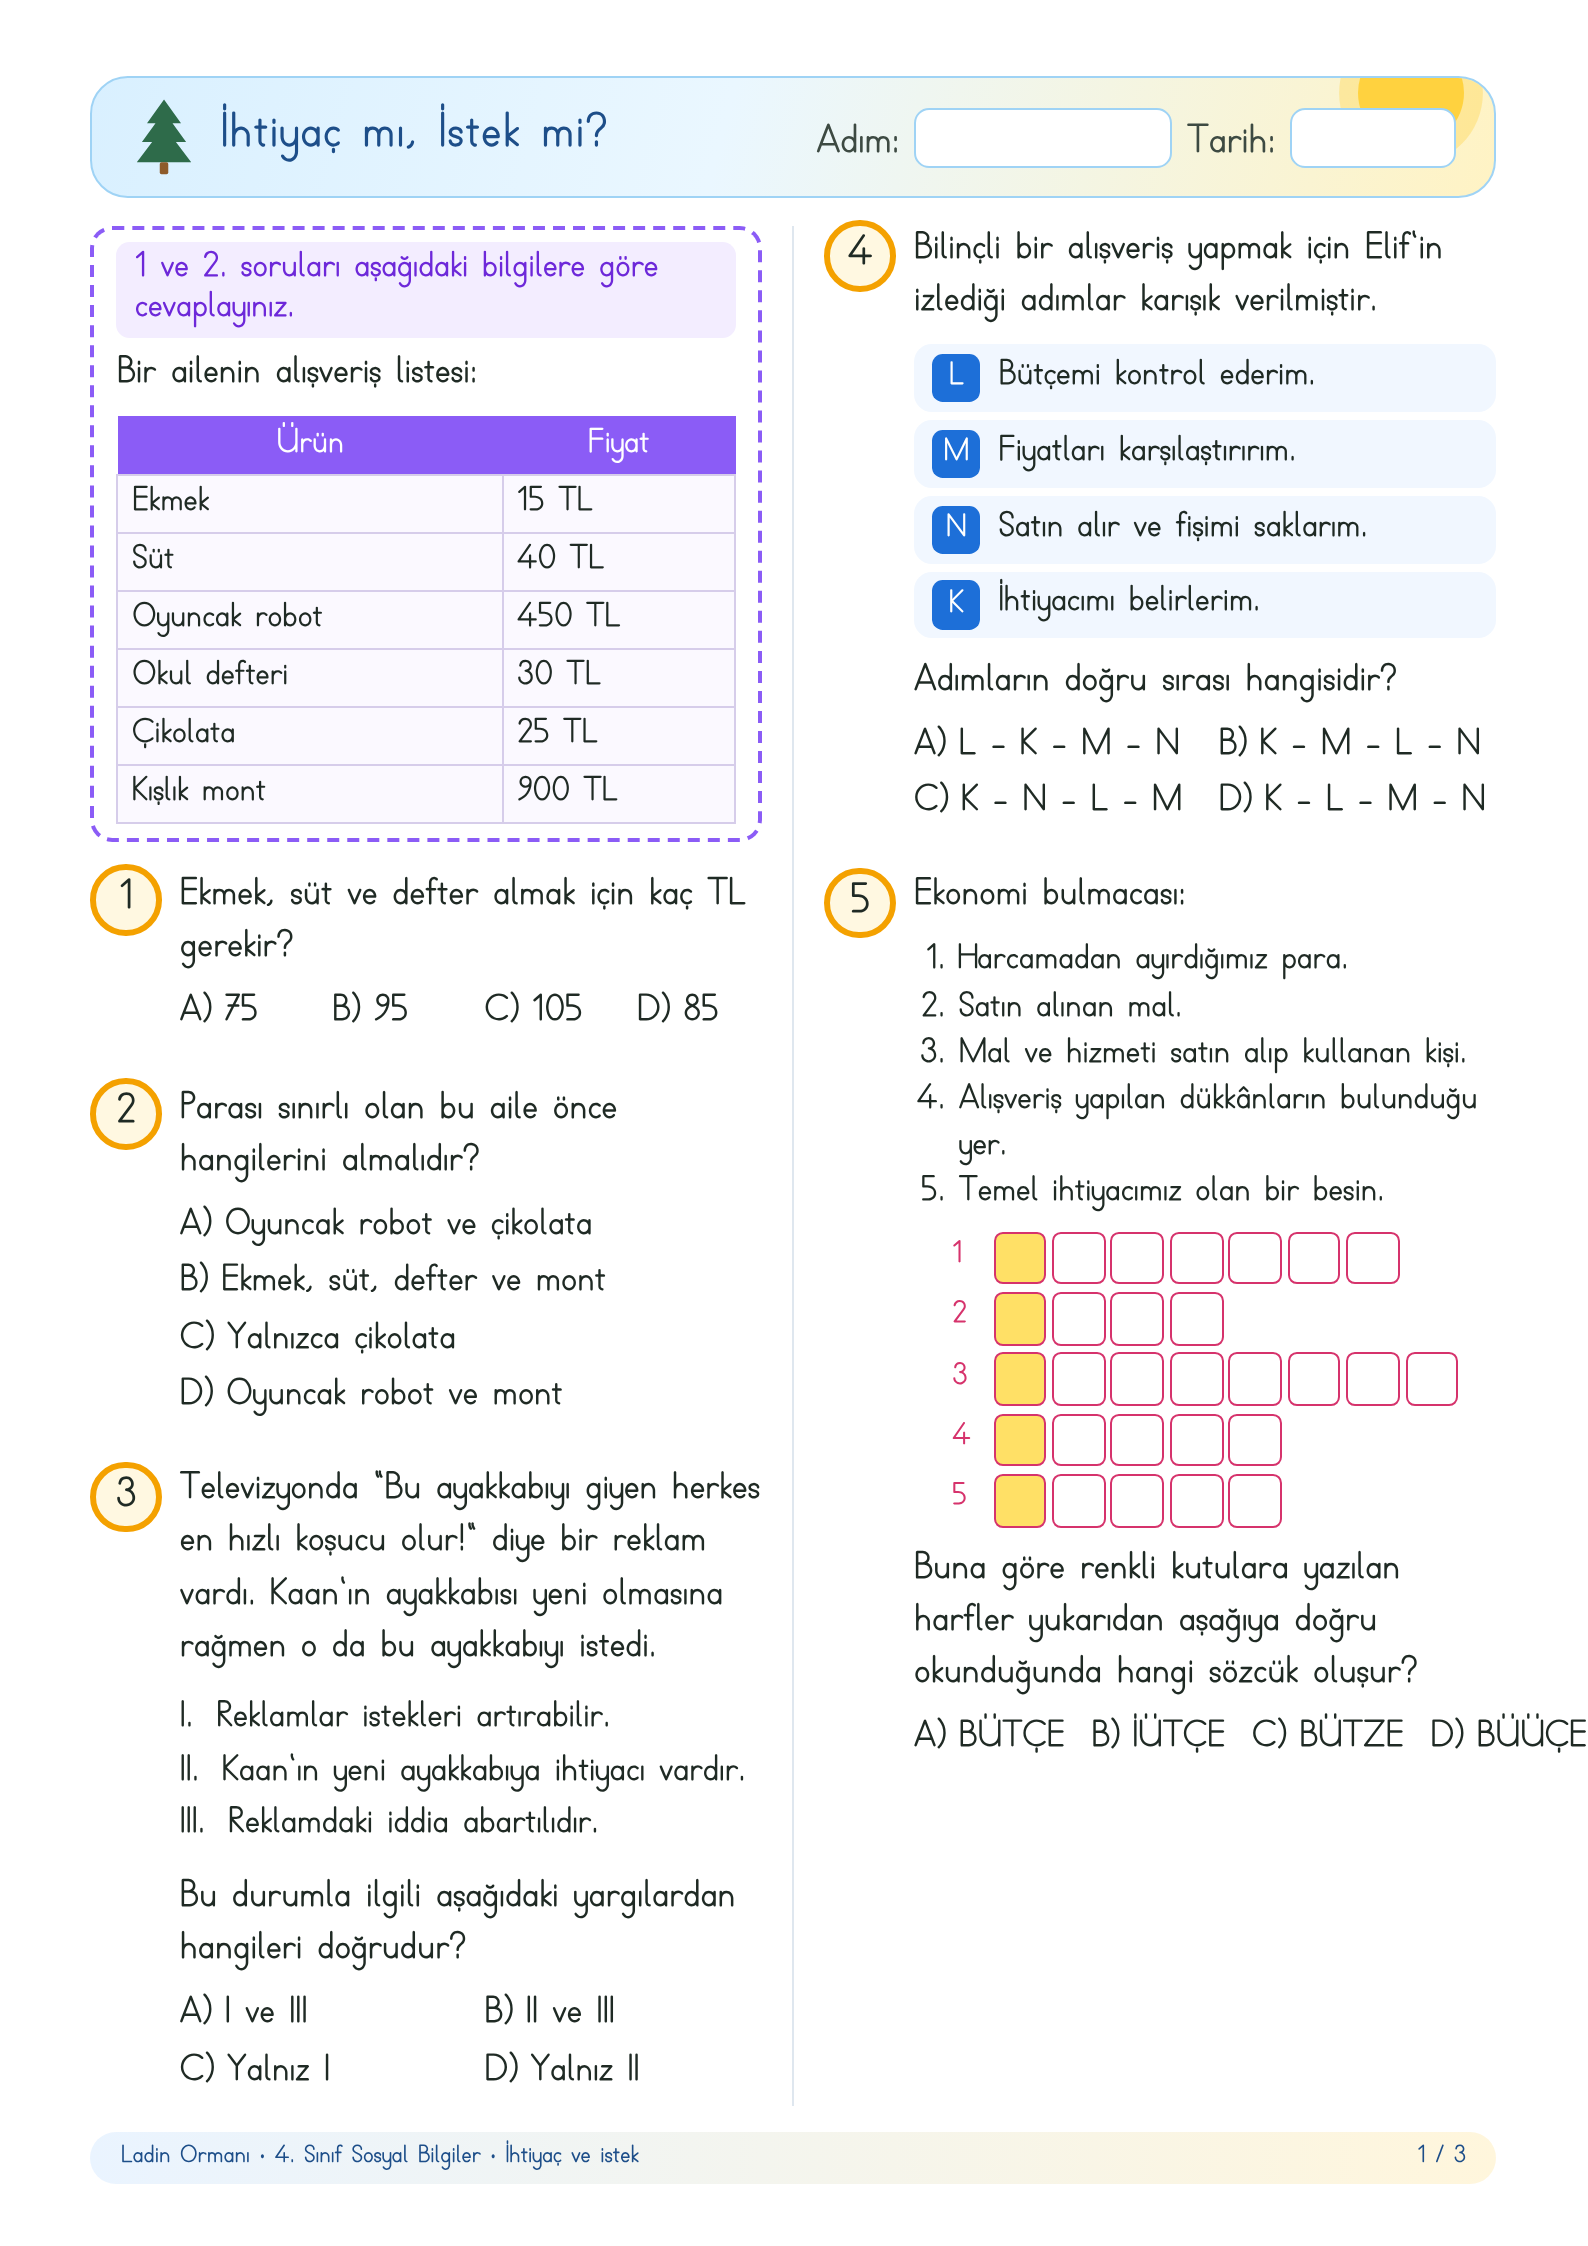 İhtiyaç mı, İstek mi?
Adım:
Tarih:
1 ve 2. soruları aşağıdaki bilgilere göre
cevaplayınız.
Bir ailenin alışveriş listesi:
Ürün Fiyat
Ekmek 15 TL
Süt 40 TL
Oyuncak robot 450 TL
Okul defteri 30 TL
Çikolata 25 TL
Kışlık mont 900 TL
1 Ekmek, süt ve defter almak için kaç TL
gerekir?
A) 75 B) 95 C) 105 D) 85
2 Parası sınırlı olan bu aile önce
hangilerini almalıdır?
A) Oyuncak robot ve çikolata
B) Ekmek, süt, defter ve mont
C) Yalnızca çikolata
D) Oyuncak robot ve mont
3 Televizyonda "Bu ayakkabıyı giyen herkes
en hızlı koşucu olur!" diye bir reklam
vardı. Kaan'ın ayakkabısı yeni olmasına
rağmen o da bu ayakkabıyı istedi.
I. Reklamlar istekleri artırabilir.
II. Kaan'ın yeni ayakkabıya ihtiyacı vardır.
III. Reklamdaki iddia abartılıdır.
Bu durumla ilgili aşağıdaki yargılardan
hangileri doğrudur?
A) I ve III B) II ve III
C) Yalnız I D) Yalnız II
4 Bilinçli bir alışveriş yapmak için Elif'in
izlediği adımlar karışık verilmiştir.
L Bütçemi kontrol ederim.
M Fiyatları karşılaştırırım.
N Satın alır ve fişimi saklarım.
K İhtiyacımı belirlerim.
Adımların doğru sırası hangisidir?
A) L - K - M - N B) K - M - L - N
C) K - N - L - M D) K - L - M - N
5 Ekonomi bulmacası:
1. Harcamadan ayırdığımız para.
2. Satın alınan mal.
3. Mal ve hizmeti satın alıp kullanan kişi.
4. Alışveriş yapılan dükkânların bulunduğu
yer.
5. Temel ihtiyacımız olan bir besin.
1
2
3
4
5
Buna göre renkli kutulara yazılan
harfler yukarıdan aşağıya doğru
okunduğunda hangi sözcük oluşur?
A) BÜTÇE B) İÜTÇE C) BÜTZE D) BÜÜÇE
Ladin Ormanı • 4. Sınıf Sosyal Bilgiler • İhtiyaç ve istek
1 / 3